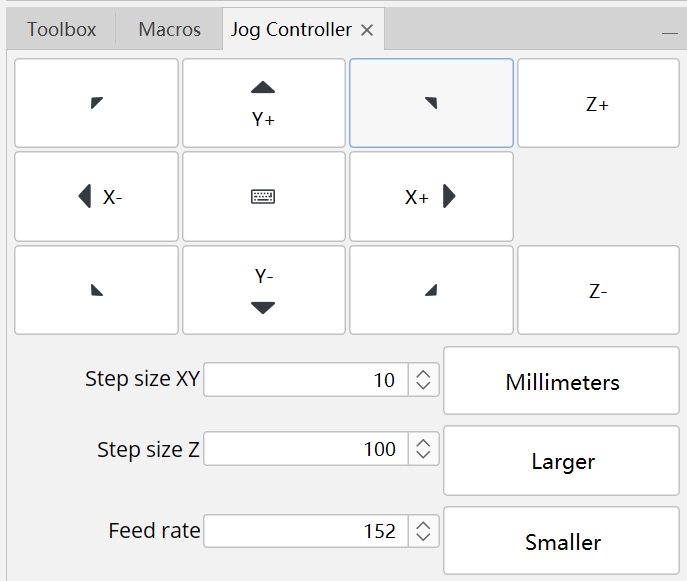 Toolbox Macros Jog Controller
Y+ Z+
X- X+
Y- Z-
Step size XY 10 Millimeters
Step size Z 100 Larger
Feed rate 152 Smaller